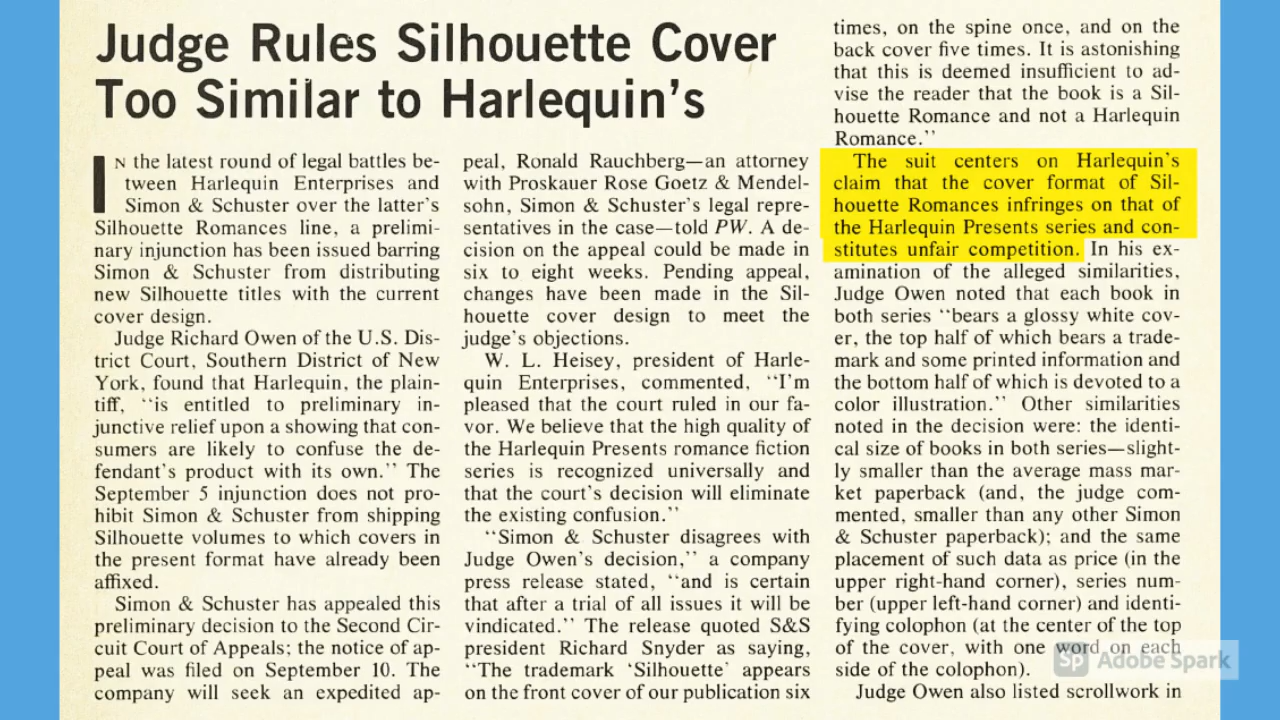 Judge Rules Silhouette Cover
Too Similar to Harlequin's
IN the latest round of legal battles be-
tween Harlequin Enterprises and
Simon & Schuster over the latter's
Silhouette Romances line, a prelimi-
nary injunction has been issued barring
Simon & Schuster from distributing
new Silhouette titles with the current
cover design.
Judge Richard Owen of the U.S. Dis-
trict Court, Southern District of New
York, found that Harlequin, the plain-
tiff, "is entitled to preliminary in-
junctive relief upon a showing that con-
sumers are likely to confuse the de-
fendant's product with its own." The
September 5 injunction does not pro-
hibit Simon & Schuster from shipping
Silhouette volumes to which covers in
the present format have already been
affixed.
Simon & Schuster has appealed this
preliminary decision to the Second Cir-
cuit Court of Appeals; the notice of ap-
peal was filed on September 10. The
company will seek an expedited ap-
peal, Ronald Rauchberg—an attorney
with Proskauer Rose Goetz & Mendel-
sohn, Simon & Schuster's legal repre-
sentatives in the case—told PW. A de-
cision on the appeal could be made in
six to eight weeks. Pending appeal,
changes have been made in the Sil-
houette cover design to meet the
judge's objections.
W. L. Heisey, president of Harle-
quin Enterprises, commented, "I'm
pleased that the court ruled in our fa-
vor. We believe that the high quality of
the Harlequin Presents romance fiction
series is recognized universally and
that the court's decision will eliminate
the existing confusion."
"Simon & Schuster disagrees with
Judge Owen's decision," a company
press release stated, "and is certain
that after a trial of all issues it will be
vindicated." The release quoted S&S
president Richard Snyder as saying,
"The trademark 'Silhouette' appears
on the front cover of our publication six
times, on the spine once, and on the
back cover five times. It is astonishing
that this is deemed insufficient to ad-
vise the reader that the book is a Sil-
houette Romance and not a Harlequin
Romance."
The suit centers on Harlequin's
claim that the cover format of Sil-
houette Romances infringes on that of
the Harlequin Presents series and con-
stitutes unfair competition. In his ex-
amination of the alleged similarities,
Judge Owen noted that each book in
both series "bears a glossy white cov-
er, the top half of which bears a trade-
mark and some printed information and
the bottom half of which is devoted to a
color illustration." Other similarities
noted in the decision were: the identi-
cal size of books in both series—slight-
ly smaller than the average mass mar-
ket paperback (and, the judge com-
mented, smaller than any other Simon
& Schuster paperback); and the same
placement of such data as price (in the
upper right-hand corner), series num-
ber (upper left-hand corner) and identi-
fying colophon (at the center of the top
of the cover, with one word on each
side of the colophon).
Judge Owen also listed scrollwork in
Sp Adobe Spark